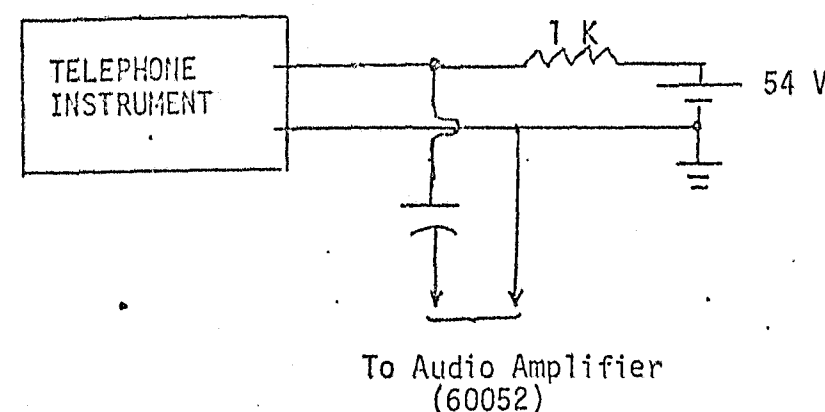 1 K
TELEPHONE
INSTRUMENT
54 V
To Audio Amplifier
(60052)